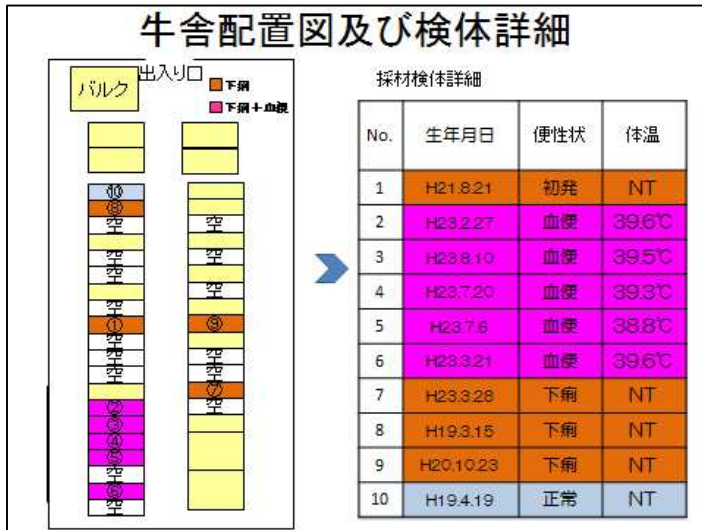 牛舎配置図及び検体詳細
出入り口
バルク
下痢
下痢+血便
⑩
⑧
空
空
空
空
①
空
空
空
②
③
④
⑤
空
⑥
空
空
空
空
⑨
空
空
⑦
空
採材検体詳細
No. 生年月日 便性状 体温
1 H21.8.21 初発 NT
2 H23.2.27 血便 39.6℃
3 H23.8.10 血便 39.5℃
4 H23.7.20 血便 39.3℃
5 H23.7.6 血便 38.8℃
6 H23.3.21 血便 39.6℃
7 H23.3.28 下痢 NT
8 H19.3.15 下痢 NT
9 H20.10.23 下痢 NT
10 H19.4.19 正常 NT